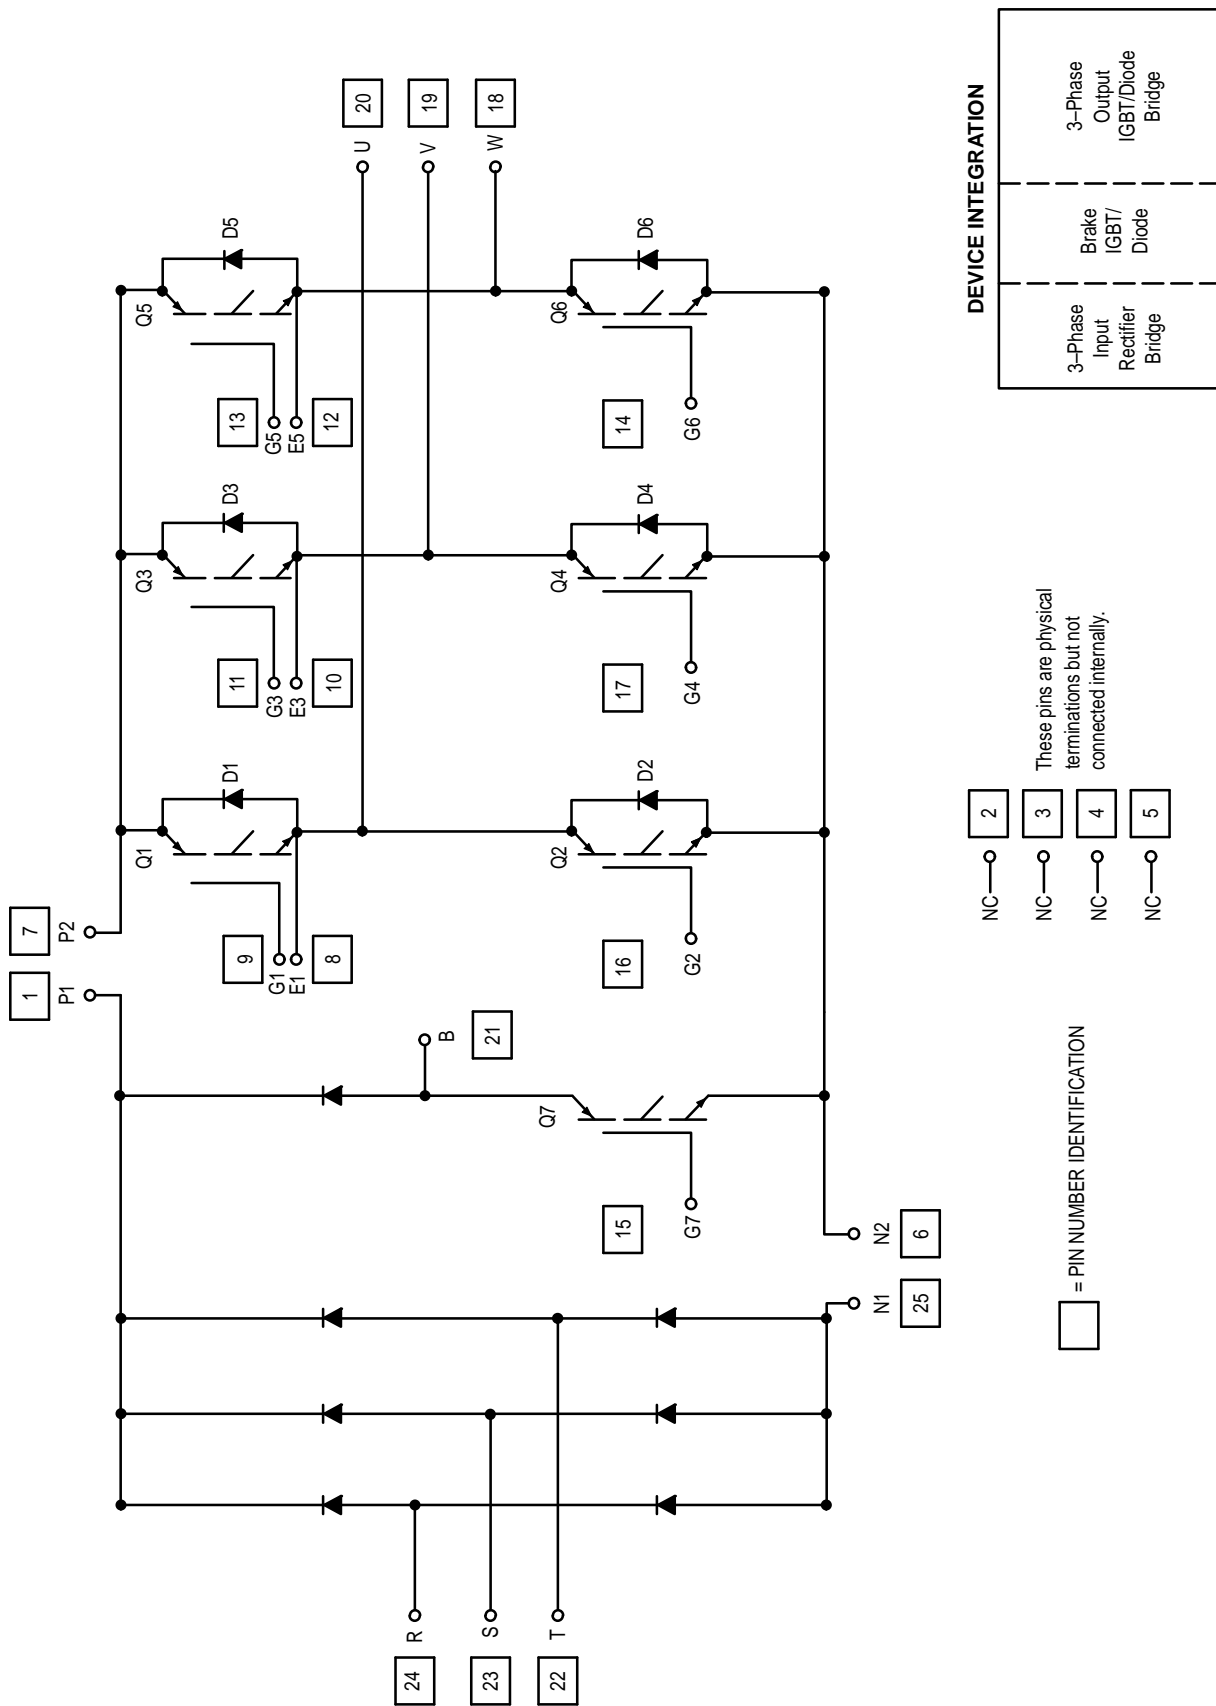 1
7
P1
P2
Q1
D1
Q3
D3
Q5
D5
9
G1
E1
8
11
G3
E3
10
13
G5
E5
12
U
20
V
19
W
18
B
21
R
24
S
23
T
22
Q7
15
G7
Q2
D2
16
G2
Q4
D4
17
G4
Q6
D6
14
G6
N1
25
N2
6
= PIN NUMBER IDENTIFICATION
NC 2
NC 3
NC 4
NC 5
These pins are physical
terminations but not
connected internally.
DEVICE INTEGRATION
3–Phase
Input
Rectifier
Bridge
Brake
IGBT/
Diode
3–Phase
Output
IGBT/Diode
Bridge